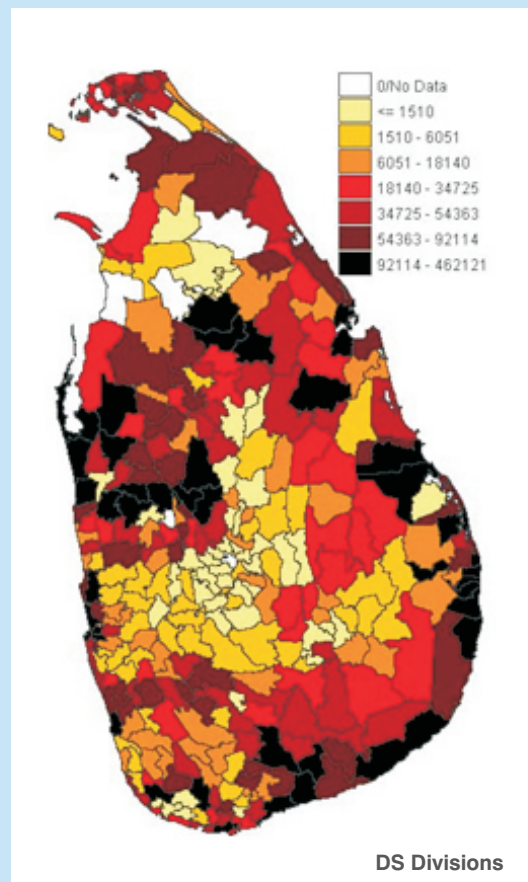 0/No Data
<= 1510
1510 - 6051
6051 - 18140
18140 - 34725
34725 - 54363
54363 - 92114
92114 - 462121
DS Divisions